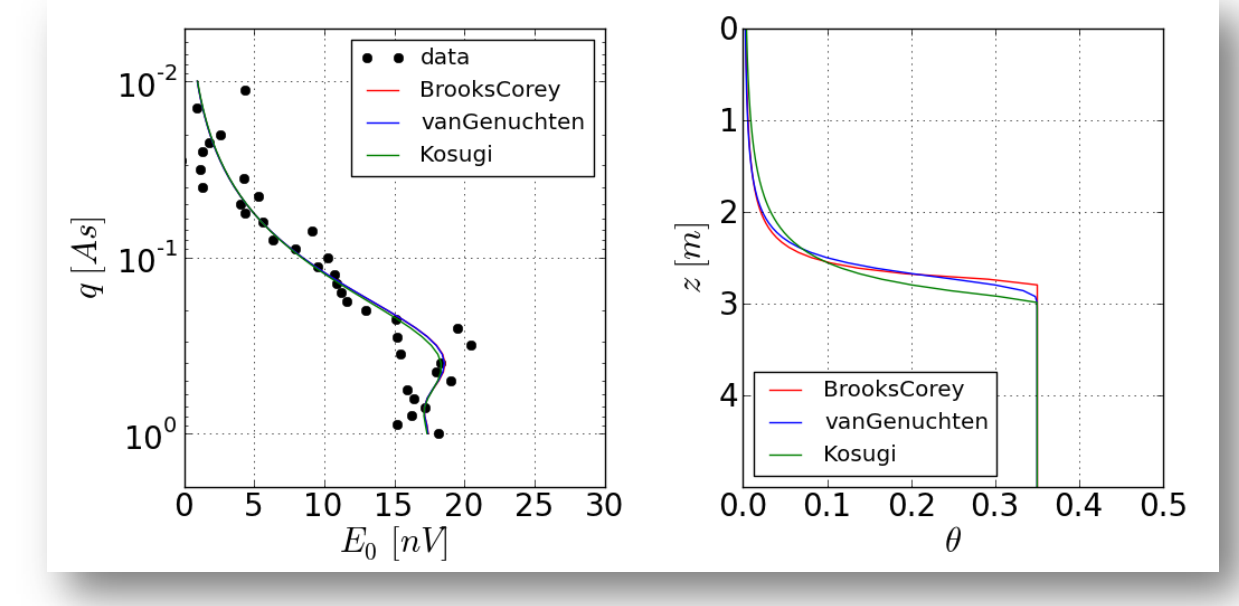 data
BrooksCorey
vanGenuchten
Kosugi
10^-2
10^-1
10^0
q [As]
0 5 10 15 20 25 30
E_0 [nV]
0
1
2
3
4
z [m]
BrooksCorey
vanGenuchten
Kosugi
0.0 0.1 0.2 0.3 0.4 0.5
θ